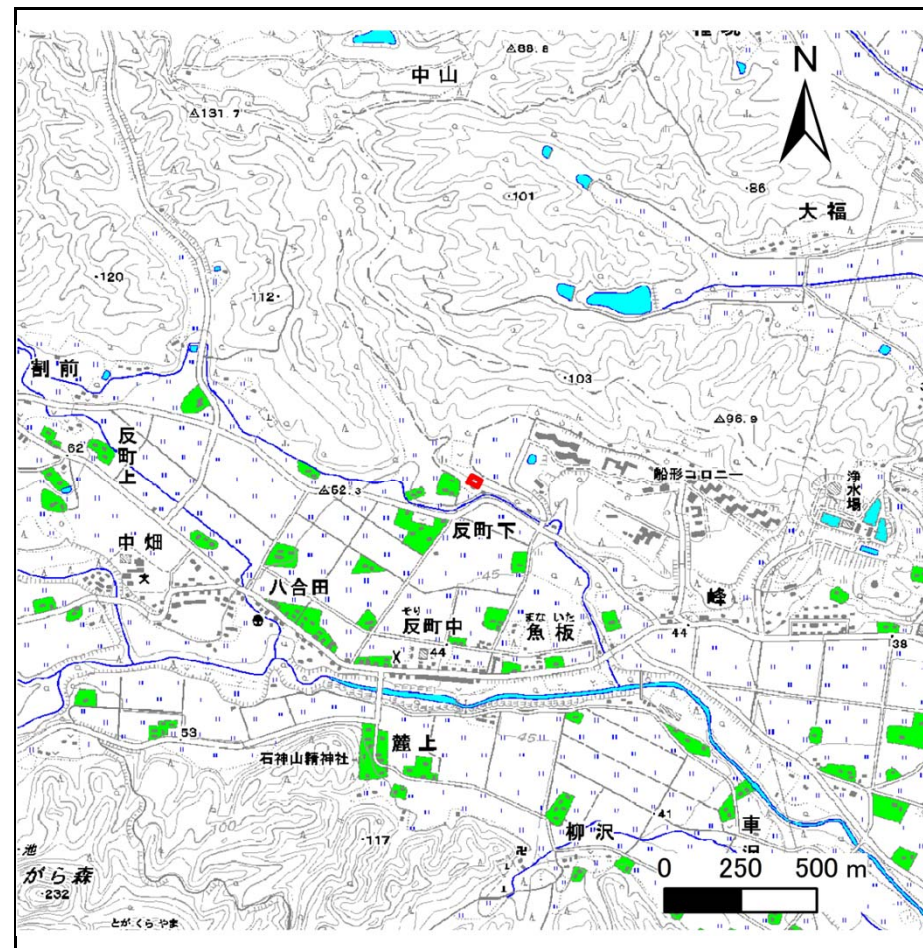 △88.8
中山
N
△131.7
・101
・86
大福
・120
112・
割前
・103
△96.9
反町上
62
船形コロニー
浄水場
△62.3
反町下
中畑
八合田
45
そり
反町中
44
まないた
魚板
峰
44
38
53
石神山精神社
麓上
45
・117
柳沢
・41
車
0 250 500 m
池
がら森
・232
とがくらやま